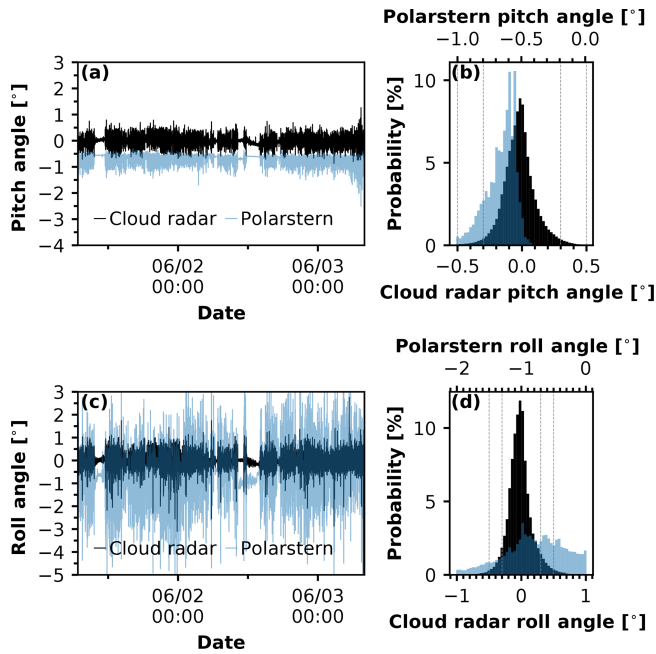 Polarstern pitch angle [°]
−1.0 −0.5 0.0
(a)
3
2
1
0
−1
−2
−3
−4
Pitch angle [°]
Cloud radar Polarstern
06/02 06/03
00:00 00:00
Date
(b)
10
5
0
Probability [%]
−0.5 0.0 0.5
Cloud radar pitch angle [°]
Polarstern roll angle [°]
−2 −1 0
(c)
3
2
1
0
−1
−2
−3
−4
−5
Roll angle [°]
Cloud radar Polarstern
06/02 06/03
00:00 00:00
Date
(d)
10
5
0
Probability [%]
−1 0 1
Cloud radar roll angle [°]